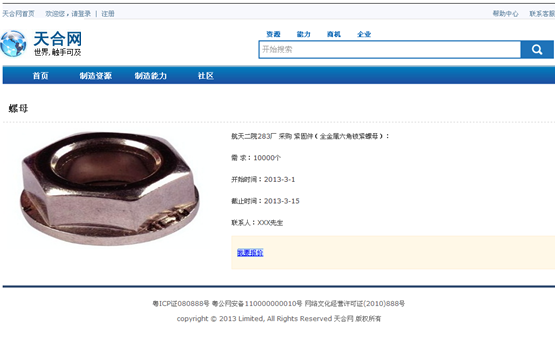 天合网首页 欢迎您，请登录 | 注册 帮助中心 联系客服
天合网
世界,触手可及
资源 能力 商机 企业
开始搜索
首页 制造资源 制造能力 社区
螺母
航天二院283厂 采购 紧固件（全金属六角锁紧螺母）：
需 求：10000个
开始时间：2013-3-1
截止时间：2013-3-15
联系人：XXX先生
我要报价
粤ICP证080888号 粤公网安备110000000010号 网络文化经营许可证(2010)888号
copyright © 2013 Limited, All Rights Reserved 天合网 版权所有